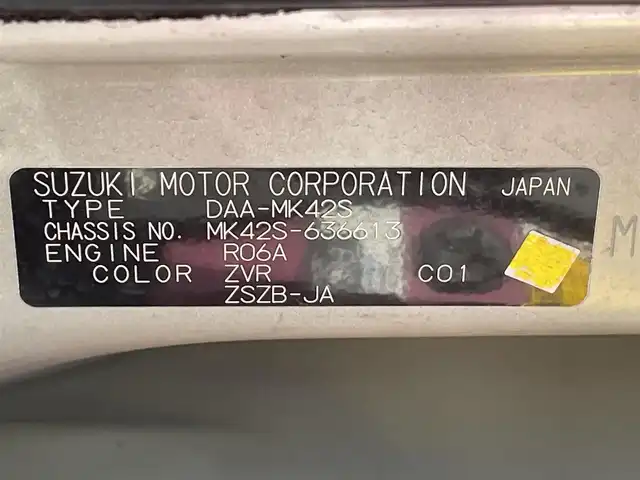 SUZUKI MOTOR CORPORATION JAPAN
TYPE DAA-MK42S
CHASSIS NO. MK42S-636613
ENGINE R06A
COLOR ZVR C01
ZSZB-JA
M